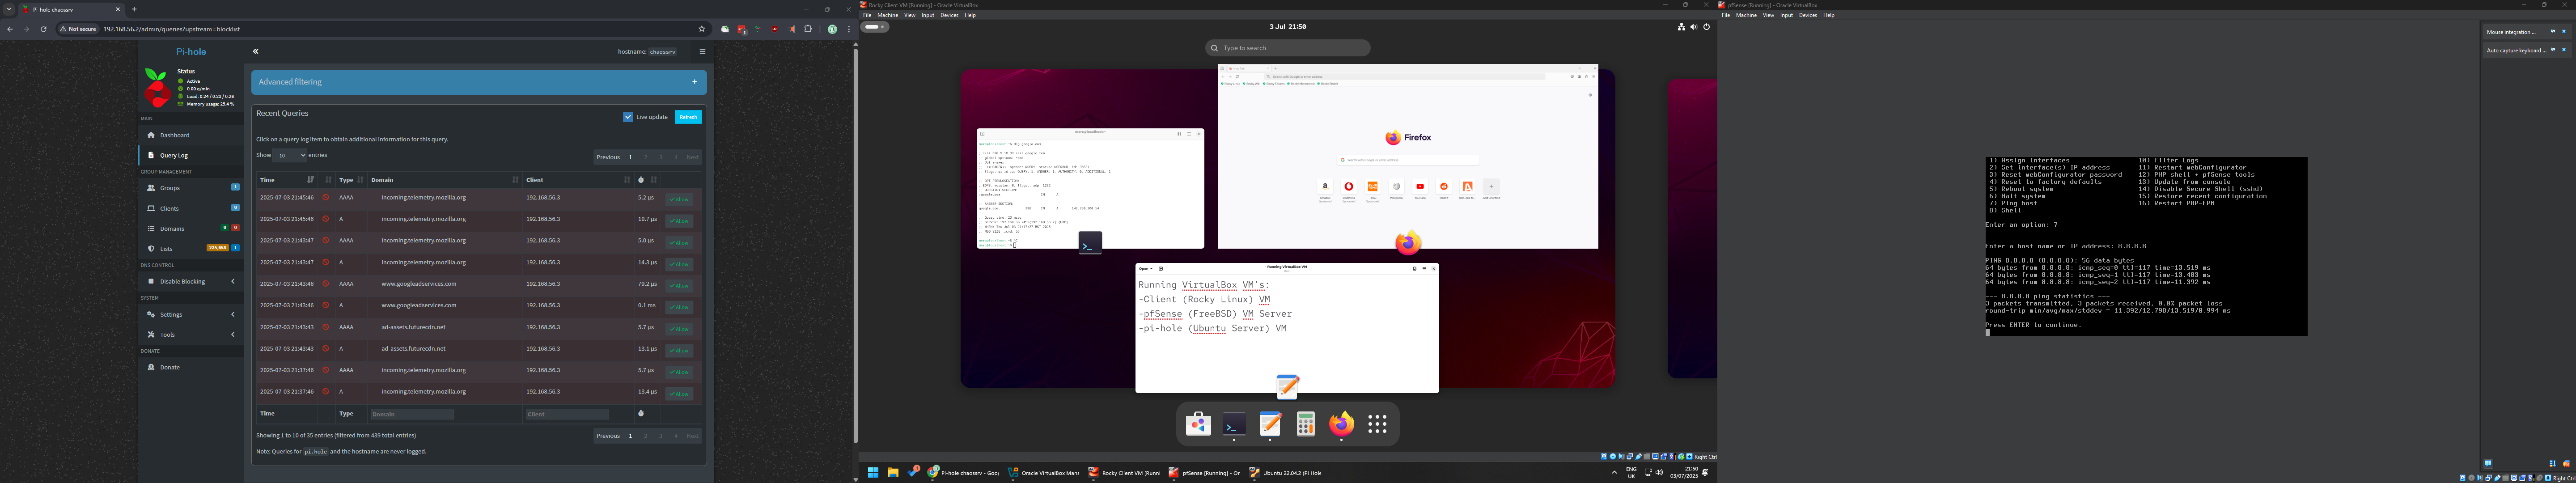 Pi-hole chaossrv
Not secure 192.168.56.2/admin/queries?upstream=blocklist
Pi-hole
hostname: chaossrv
Status
Active
0.00 q/min
Load: 0.24 / 0.23 / 0.26
Memory usage: 25.4 %
MAIN
Dashboard
Query Log
GROUP MANAGEMENT
Groups 1
Clients 0
Domains 0 0
Lists 235,658 1
DNS CONTROL
Disable Blocking
SYSTEM
Settings
Tools
DONATE
Donate
Advanced filtering
Recent Queries
Live update Refresh
Click on a query log item to obtain additional information for this query.
Show 10 entries
Previous 1 2 3 4 Next
Time Type Domain Client
2025-07-03 21:45:46 AAAA incoming.telemetry.mozilla.org 192.168.56.3 5.2 µs Allow
2025-07-03 21:45:46 A incoming.telemetry.mozilla.org 192.168.56.3 10.7 µs Allow
2025-07-03 21:43:47 AAAA incoming.telemetry.mozilla.org 192.168.56.3 5.0 µs Allow
2025-07-03 21:43:47 A incoming.telemetry.mozilla.org 192.168.56.3 14.3 µs Allow
2025-07-03 21:43:46 AAAA www.googleadservices.com 192.168.56.3 79.2 µs Allow
2025-07-03 21:43:46 A www.googleadservices.com 192.168.56.3 0.1 ms Allow
2025-07-03 21:43:43 AAAA ad-assets.futurecdn.net 192.168.56.3 5.7 µs Allow
2025-07-03 21:43:43 A ad-assets.futurecdn.net 192.168.56.3 13.1 µs Allow
2025-07-03 21:37:46 AAAA incoming.telemetry.mozilla.org 192.168.56.3 5.7 µs Allow
2025-07-03 21:37:46 A incoming.telemetry.mozilla.org 192.168.56.3 13.4 µs Allow
Time Type Domain Client
Showing 1 to 10 of 35 entries (filtered from 439 total entries)
Previous 1 2 3 4 Next
Note: Queries for pi.hole and the hostname are never logged.
Rocky Client VM [Running] - Oracle VirtualBox
File Machine View Input Devices Help
3 Jul 21:50
Type to search
Firefox
Open
Running VirtualBox VM
Running VirtualBox VM's:
-Client (Rocky Linux) VM
-pfSense (FreeBSD) VM Server
-pi-hole (Ubuntu Server) VM
Right Ctrl
Pi-hole chaossrv - Goo
Oracle VirtualBox Mana
Rocky Client VM [Runni
pfSense [Running] - Or
Ubuntu 22.04.2 (Pi Hol
ENG
UK
21:50
03/07/2025
pfSense [Running] - Oracle VirtualBox
File Machine View Input Devices Help
Mouse integration ...
Auto capture keyboard ...
1) Assign Interfaces 10) Filter Logs
2) Set interface(s) IP address 11) Restart webConfigurator
3) Reset webConfigurator password 12) PHP shell + pfSense tools
4) Reset to factory defaults 13) Update from console
5) Reboot system 14) Disable Secure Shell (sshd)
6) Halt system 15) Restore recent configuration
7) Ping host 16) Restart PHP-FPM
8) Shell
Enter an option: 7
Enter a host name or IP address: 8.8.8.8
PING 8.8.8.8 (8.8.8.8): 56 data bytes
64 bytes from 8.8.8.8: icmp_seq=0 ttl=117 time=13.519 ms
64 bytes from 8.8.8.8: icmp_seq=1 ttl=117 time=13.483 ms
64 bytes from 8.8.8.8: icmp_seq=2 ttl=117 time=11.392 ms
--- 8.8.8.8 ping statistics ---
3 packets transmitted, 3 packets received, 0.0% packet loss
round-trip min/avg/max/stddev = 11.392/12.798/13.519/0.994 ms
Press ENTER to continue.
Right Ctrl